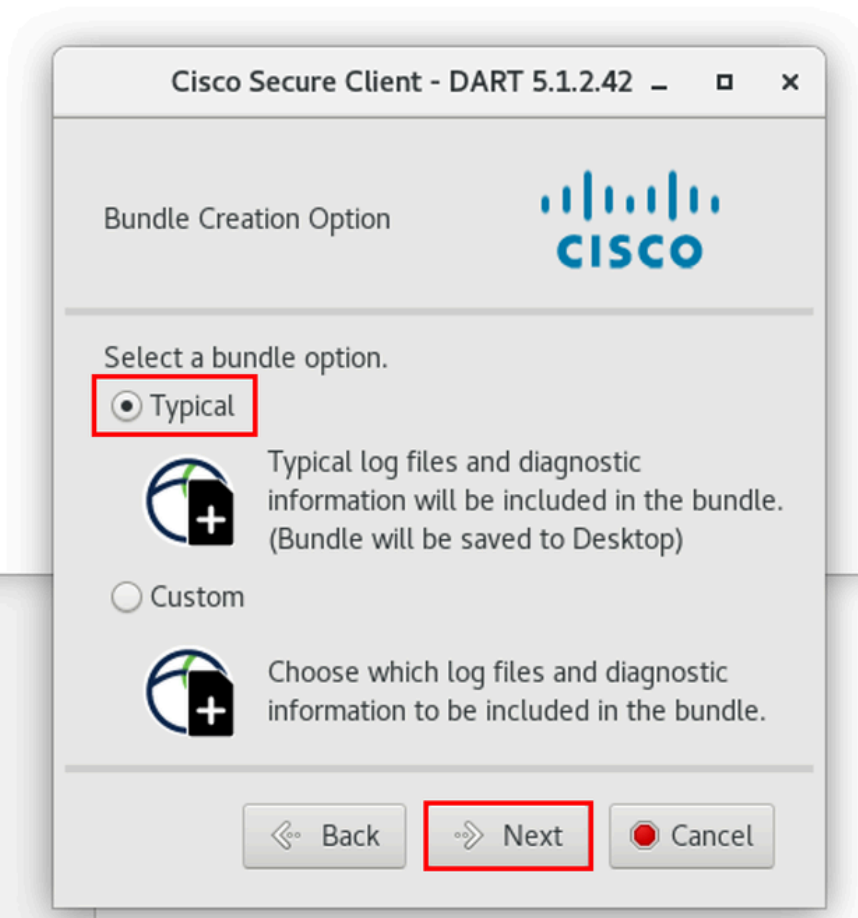 Cisco Secure Client - DART 5.1.2.42
Bundle Creation Option
CISCO
Select a bundle option.
Typical
Typical log files and diagnostic
information will be included in the bundle.
(Bundle will be saved to Desktop)
Custom
Choose which log files and diagnostic
information to be included in the bundle.
Back Next Cancel